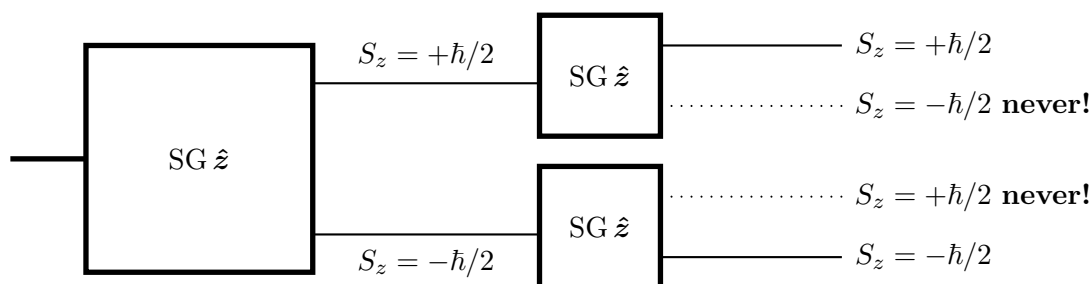 SG ẑ
S_z = +ħ/2
S_z = −ħ/2
SG ẑ
S_z = +ħ/2
S_z = −ħ/2 never!
SG ẑ
S_z = +ħ/2 never!
S_z = −ħ/2